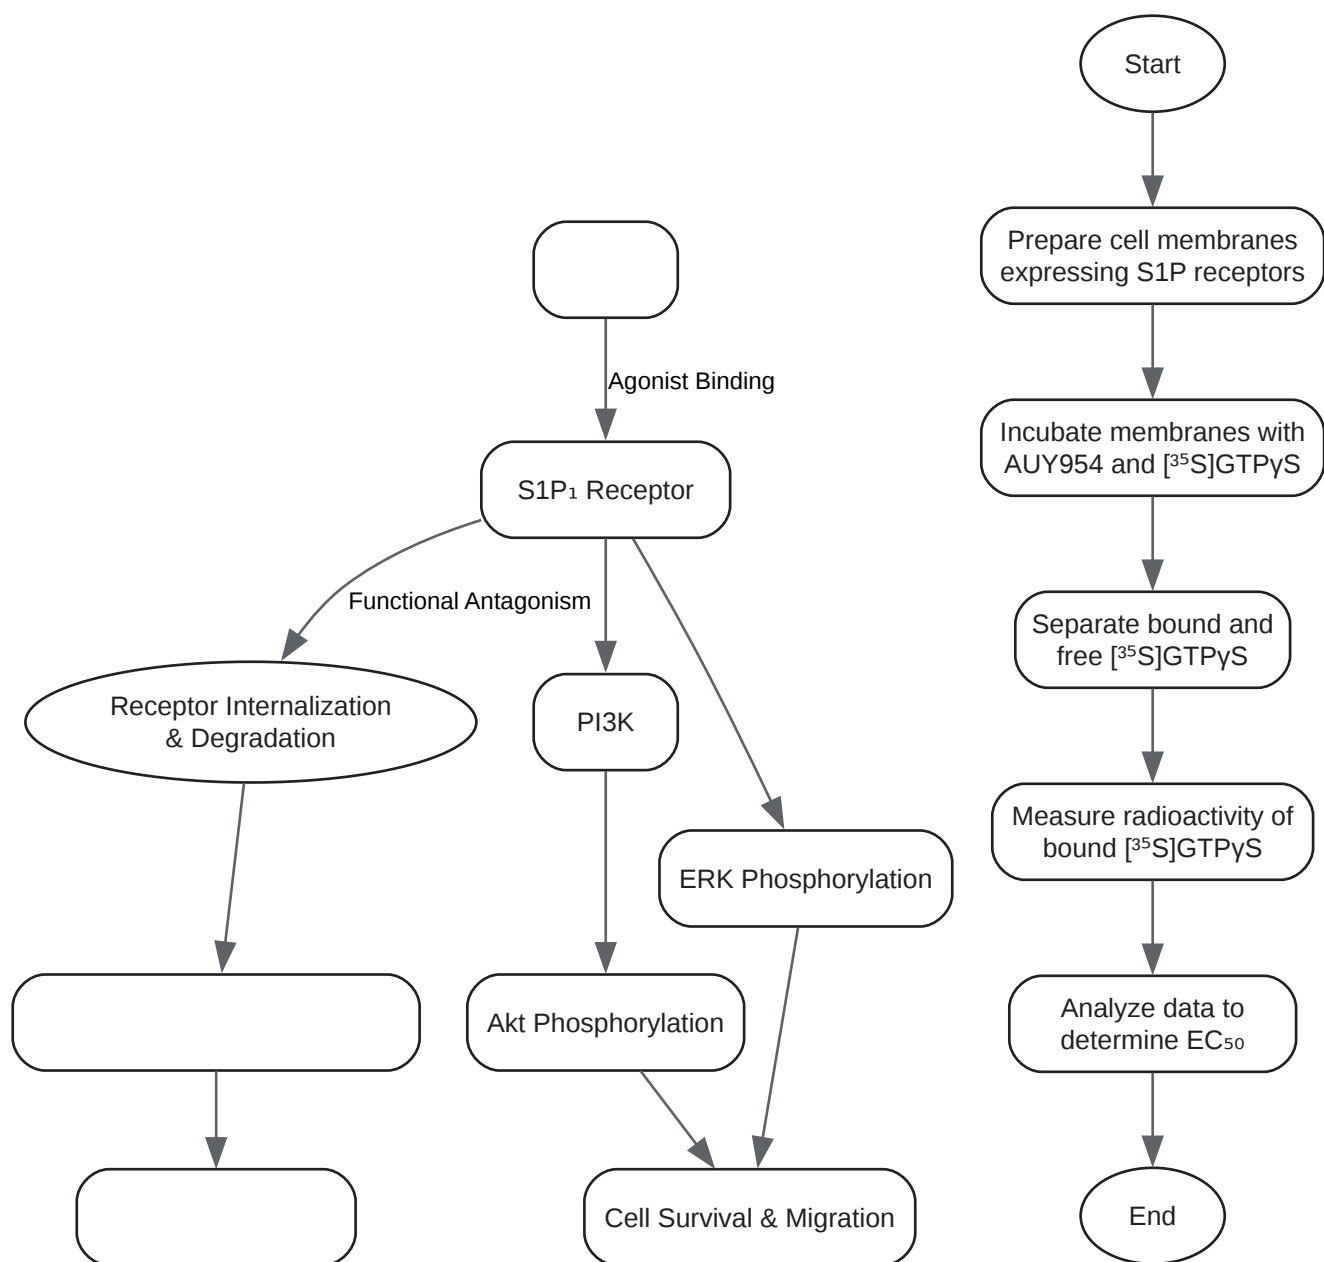 Agonist Binding
S1P₁ Receptor
Functional Antagonism
Receptor Internalization
& Degradation
PI3K
ERK Phosphorylation
Akt Phosphorylation
Cell Survival & Migration
Start
Prepare cell membranes
expressing S1P receptors
Incubate membranes with
AUY954 and [³⁵S]GTPγS
Separate bound and
free [³⁵S]GTPγS
Measure radioactivity of
bound [³⁵S]GTPγS
Analyze data to
determine EC₅₀
End